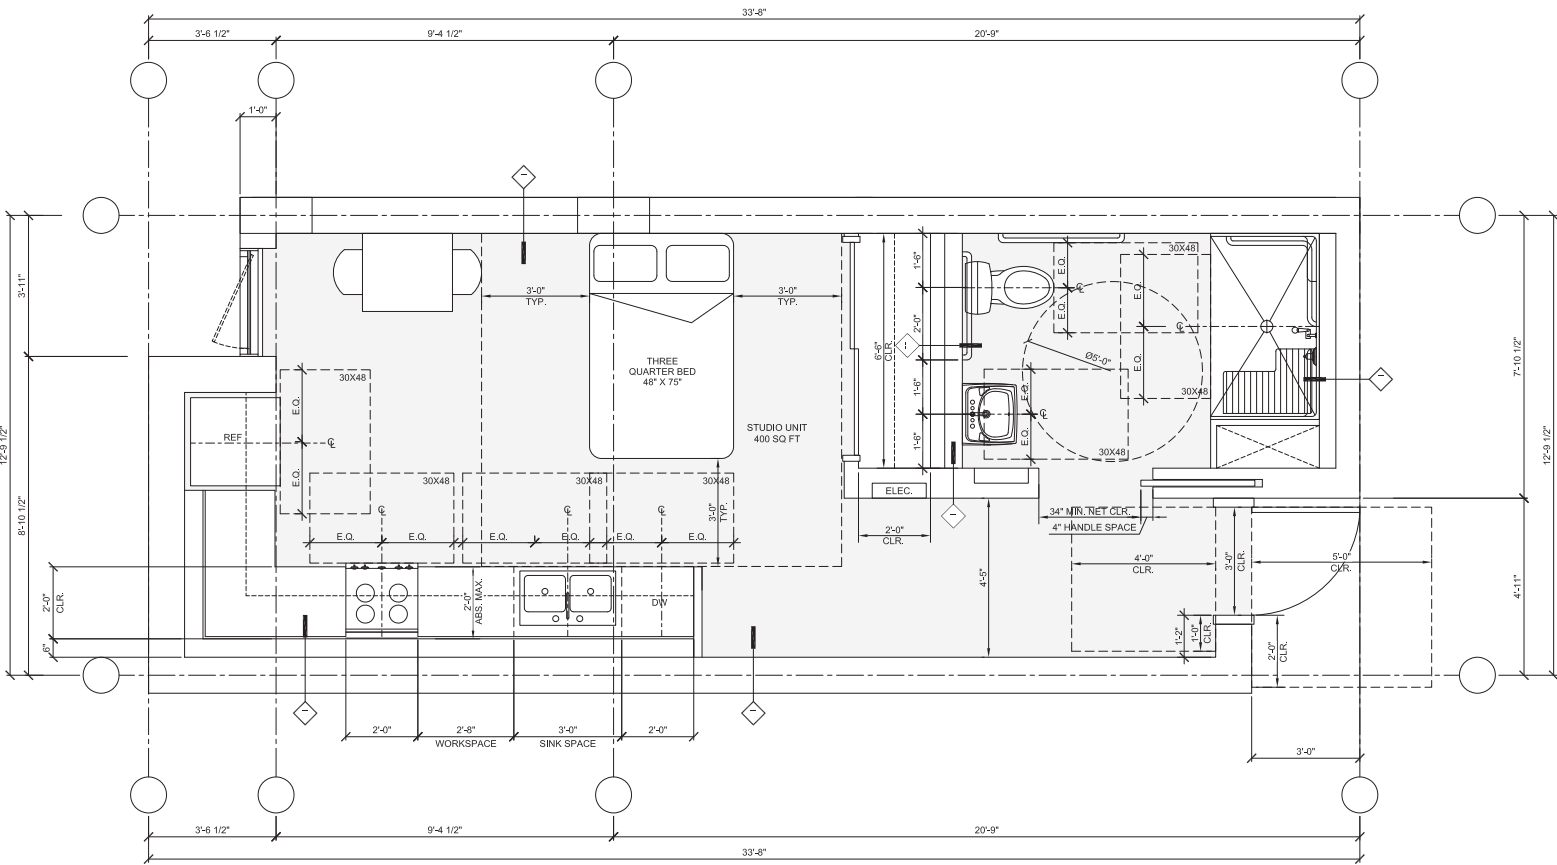 33'-8"
3'-6 1/2"
9'-4 1/2"
20'-9"
1'-0"
3'-11"
12'-9 1/2"
8'-10 1/2"
2'-0"
CLR.
6"
3'-0"
TYP.
3'-0"
TYP.
THREE
QUARTER BED
48" X 75"
STUDIO UNIT
400 SQ FT
30X48
E.Q.
E.Q.
REF
30X48
30X48
30X48
E.Q.
E.Q.
E.Q.
E.Q.
E.Q.
E.Q.
3'-0"
TYP.
2'-0"
ABS. MAX.
DW
6'-6"
CLR.
1'-6"
2'-0"
1'-6"
1'-6"
30X48
E.Q.
E.Q.
E.Q.
E.Q.
30X48
Ø5'-0"
E.Q.
E.Q.
30X48
ELEC.
2'-0"
CLR.
34" MIN. NET CLR.
4" HANDLE SPACE
4'-5"
4'-0"
CLR.
3'-0"
CLR.
5'-0"
CLR.
1'-2"
1'-0"
CLR.
2'-0"
CLR.
7'-10 1/2"
12'-9 1/2"
4'-11"
2'-0"
2'-8"
WORKSPACE
3'-0"
SINK SPACE
2'-0"
3'-0"
3'-6 1/2"
9'-4 1/2"
20'-9"
33'-8"